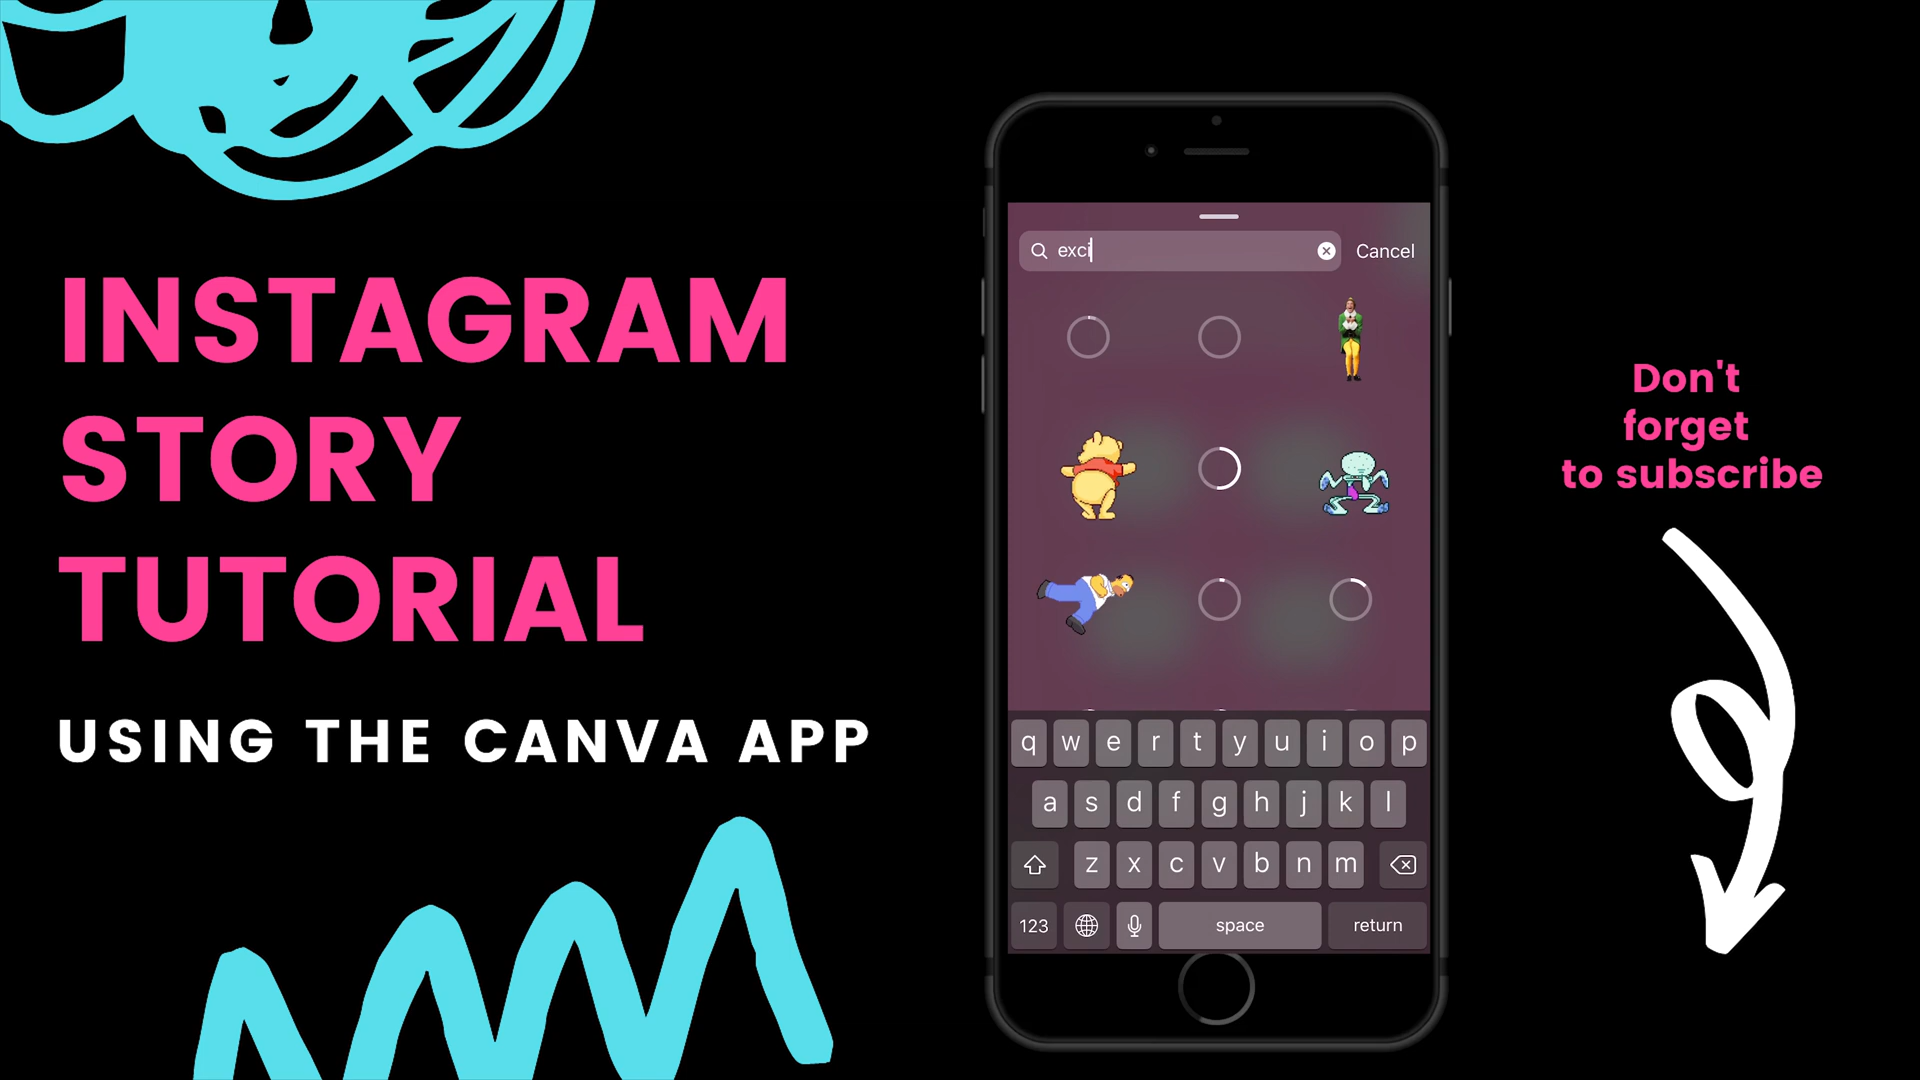 INSTAGRAM
STORY
TUTORIAL
USING THE CANVA APP
exci
Cancel
q w e r t y u i o p
a s d f g h j k l
z x c v b n m
123 space return
Don't
forget
to subscribe